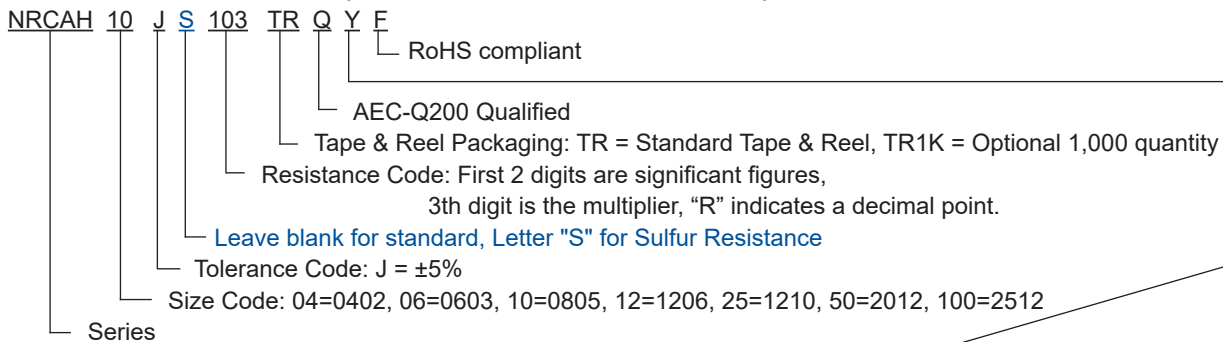 NRCAH 10 J S 103 TR Q Y F
RoHS compliant
AEC-Q200 Qualified
Tape & Reel Packaging: TR = Standard Tape & Reel, TR1K = Optional 1,000 quantity
Resistance Code: First 2 digits are significant figures,
3th digit is the multiplier, “R” indicates a decimal point.
Leave blank for standard, Letter "S" for Sulfur Resistance
Tolerance Code: J = ±5%
Size Code: 04=0402, 06=0603, 10=0805, 12=1206, 25=1210, 50=2012, 100=2512
Series